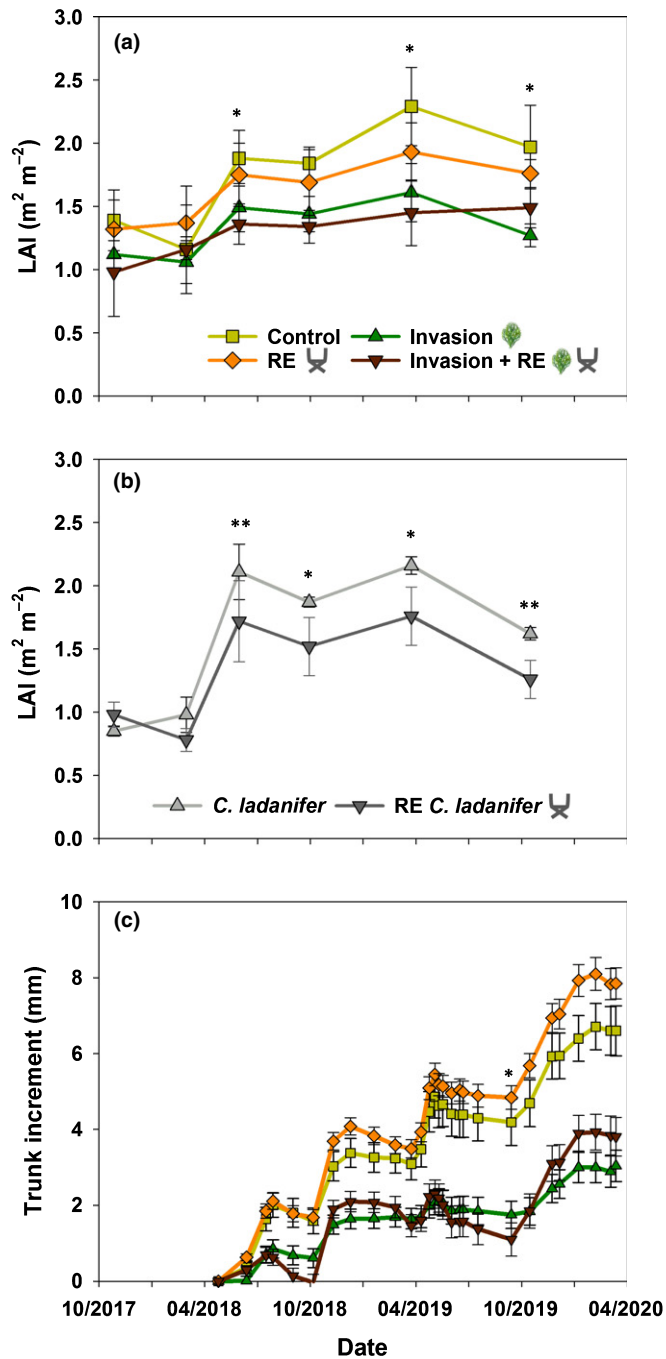 (a)
3.0
2.5
2.0
1.5
1.0
0.5
0.0
LAI (m² m⁻²)
*
*
*
Control
Invasion
RE
Invasion + RE
(b)
3.0
2.5
2.0
1.5
1.0
0.5
0.0
LAI (m² m⁻²)
**
*
*
**
C. ladanifer
RE C. ladanifer
(c)
10
8
6
4
2
0
Trunk increment (mm)
*
10/2017 04/2018 10/2018 04/2019 10/2019 04/2020
Date